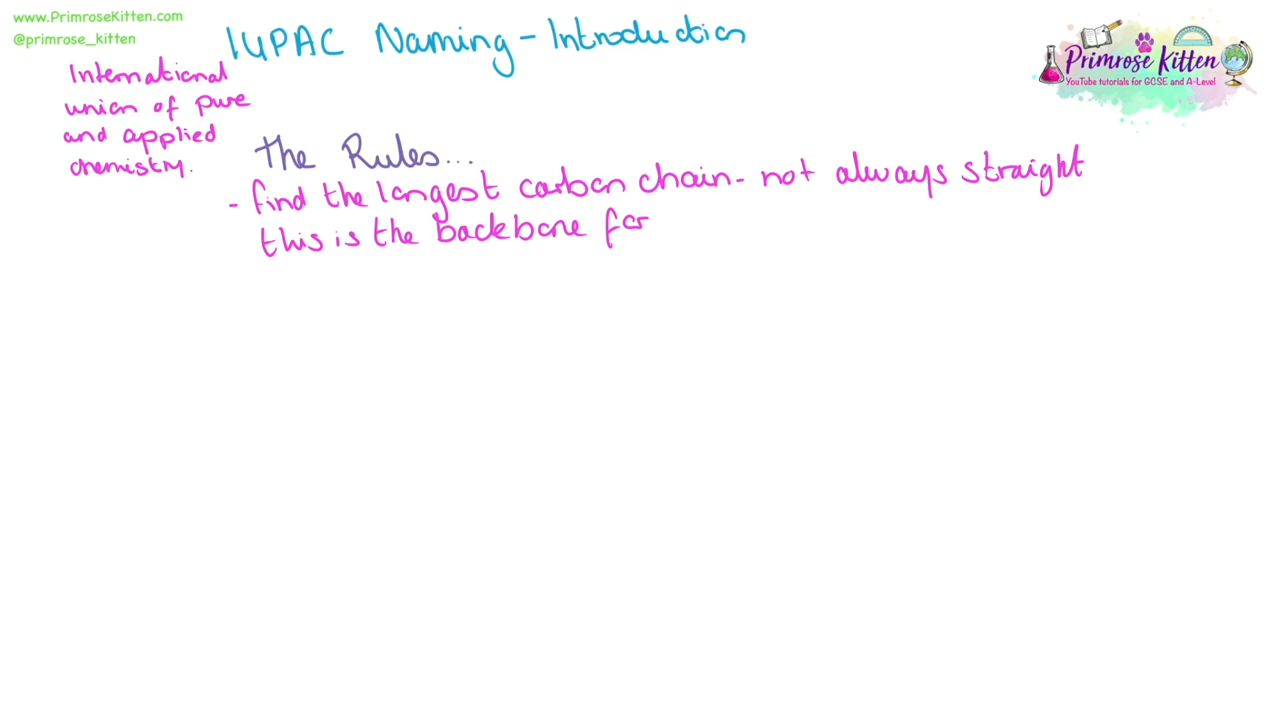 www.PrimroseKitten.com
@primrose_kitten
IUPAC Naming - Introduction
International
union of pure
and applied
chemistry.
Primrose Kitten
YouTube tutorials for GCSE and A-Level
The Rules...
- find the longest carbon chain - not always straight
this is the backbone for